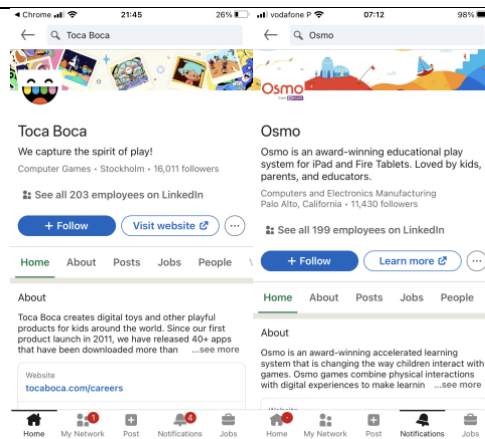 Chrome
21:45
26%
Toca Boca
Toca Boca
We capture the spirit of play!
Computer Games • Stockholm • 16,011 followers
See all 203 employees on LinkedIn
+ Follow
Visit website
Home About Posts Jobs People
About
Toca Boca creates digital toys and other playful
products for kids around the world. Since our first
product launch in 2011, we have released 40+ apps
that have been downloaded more than ...see more
Website
tocaboca.com/careers
1
4
Home My Network Post Notifications Jobs
vodafone P
07:12
98%
Osmo
Osmo
Osmo
Osmo is an award-winning educational play
system for iPad and Fire Tablets. Loved by kids,
parents, and educators.
Computers and Electronics Manufacturing
Palo Alto, California • 11,430 followers
See all 199 employees on LinkedIn
+ Follow
Learn more
Home About Posts Jobs People
About
Osmo is an award-winning accelerated learning
system that is changing the way children interact with
games. Osmo games combine physical interactions
with digital experiences to make learnin ...see more
Website
Home My Network Post Notifications Jobs